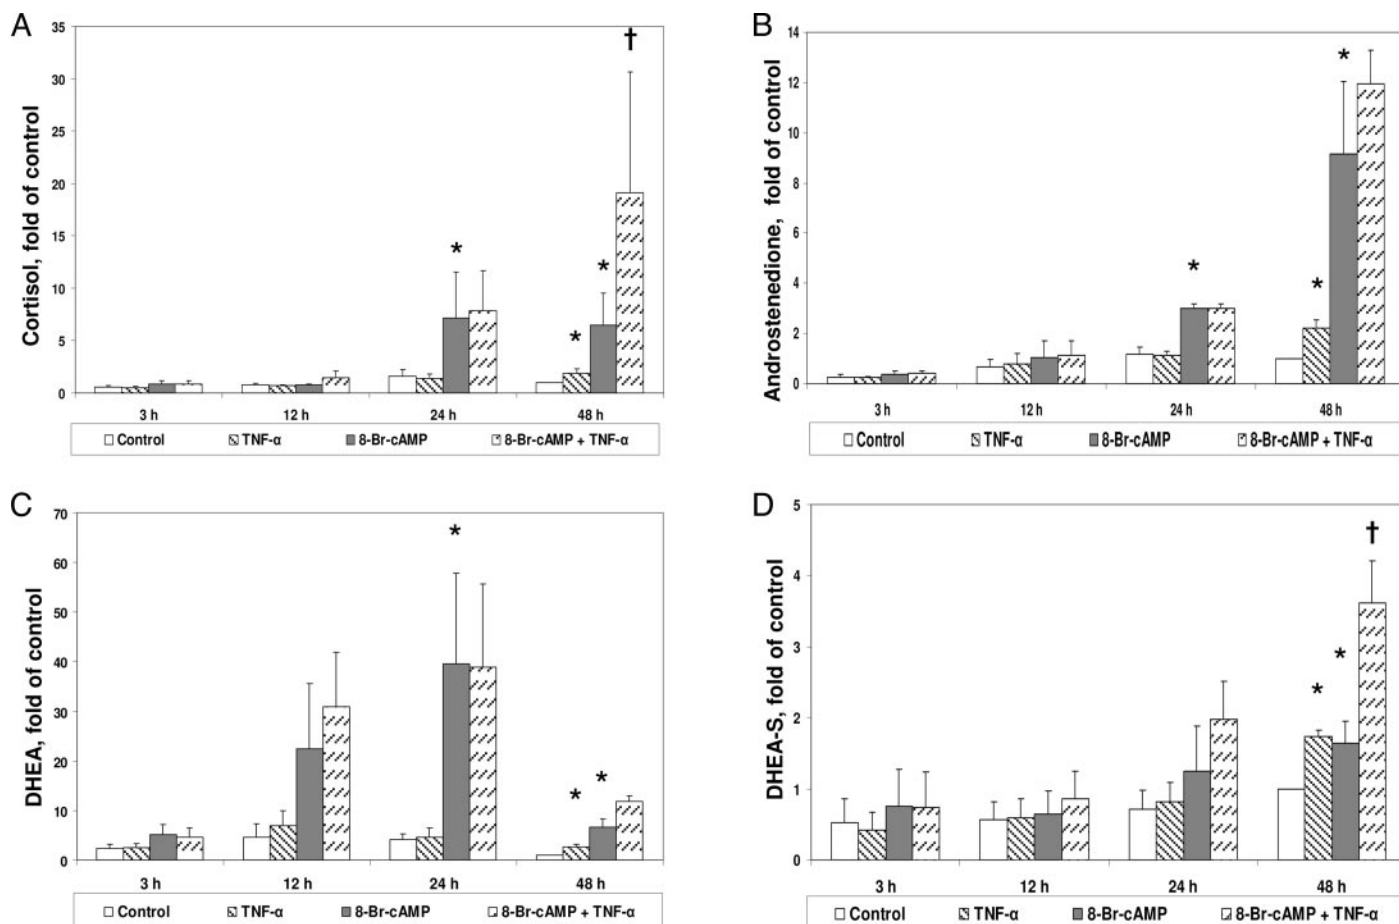 A
Cortisol, fold of control
35
30
25
20
15
10
5
0
*
*
*
†
3 h 12 h 24 h 48 h
Control TNF-α 8-Br-cAMP 8-Br-cAMP + TNF-α
B
Androstenedione, fold of control
14
12
10
8
6
4
2
0
*
*
*
3 h 12 h 24 h 48 h
Control TNF-α 8-Br-cAMP 8-Br-cAMP + TNF-α
C
DHEA, fold of control
70
60
50
40
30
20
10
0
*
*
*
3 h 12 h 24 h 48 h
Control TNF-α 8-Br-cAMP 8-Br-cAMP + TNF-α
D
DHEA-S, fold of control
5
4
3
2
1
0
*
*
†
3 h 12 h 24 h 48 h
Control TNF-α 8-Br-cAMP 8-Br-cAMP + TNF-α